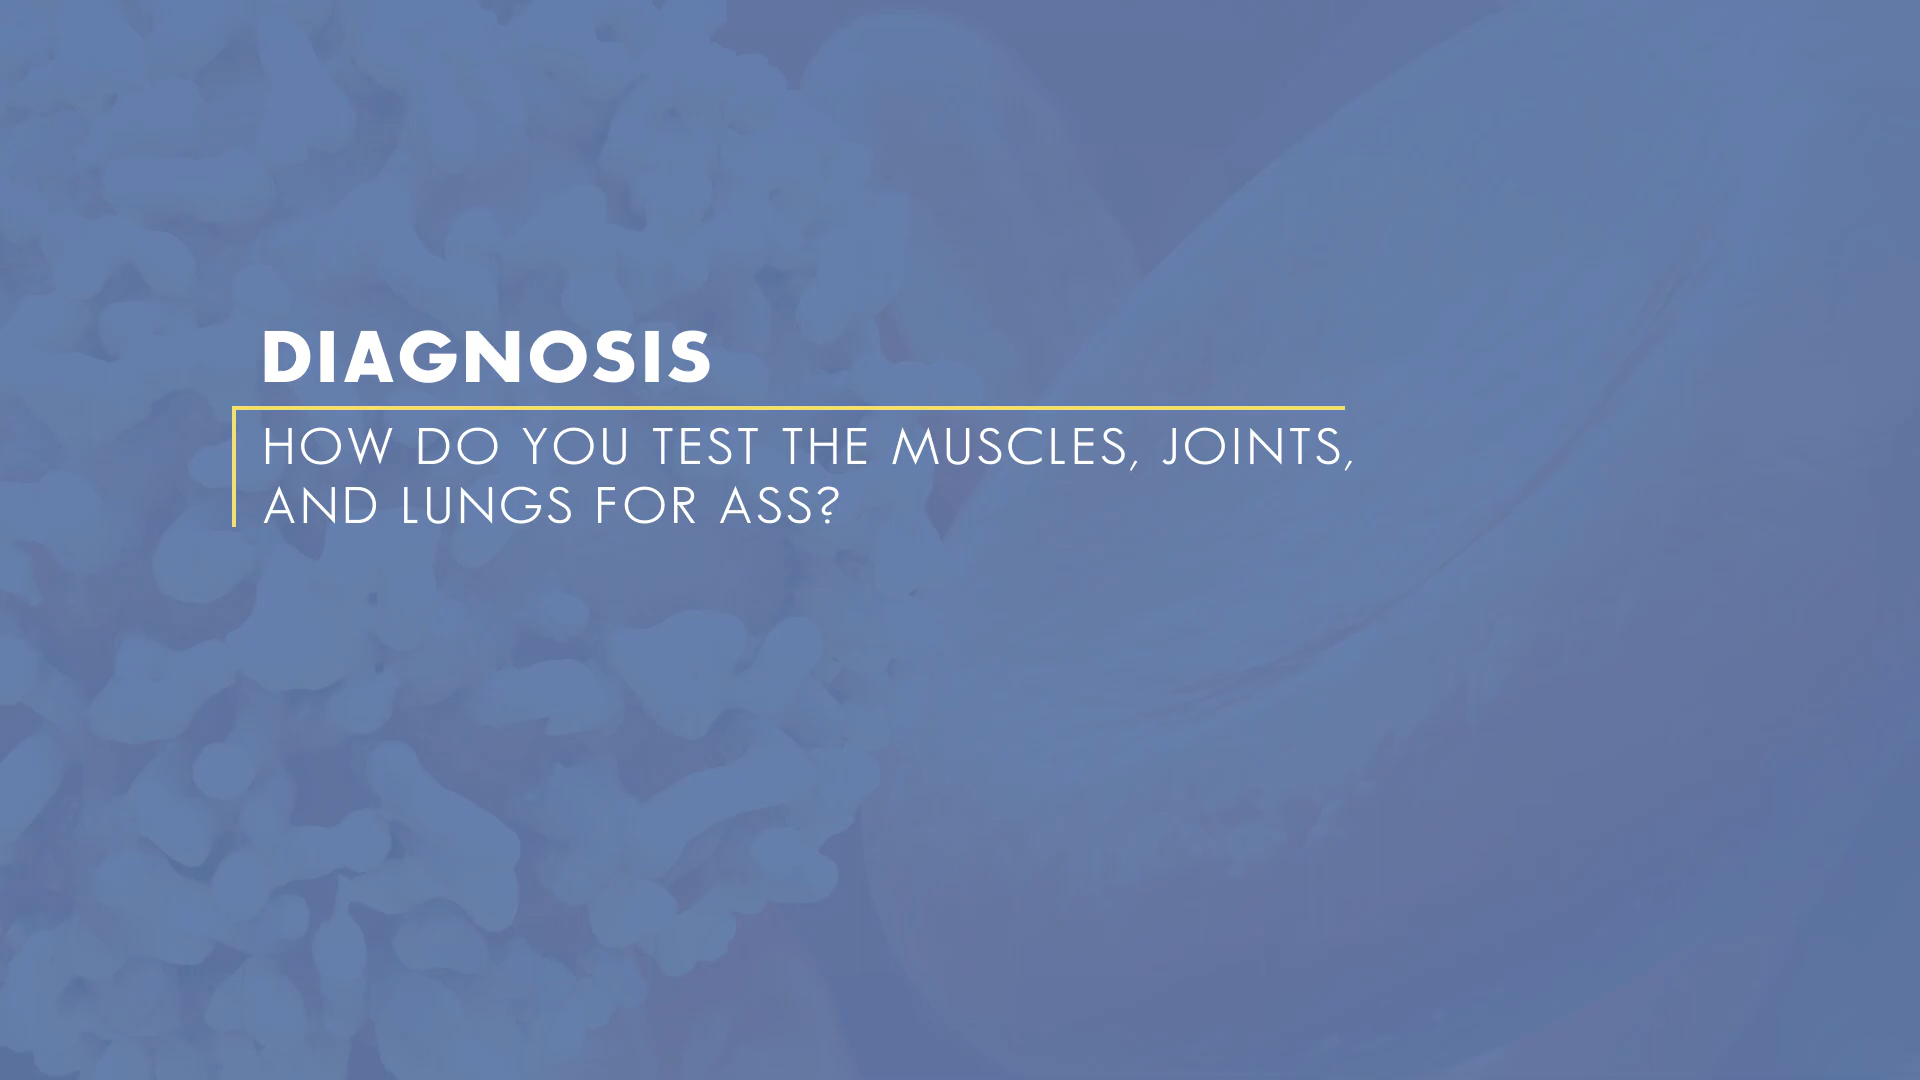 DIAGNOSIS
HOW DO YOU TEST THE MUSCLES, JOINTS,
AND LUNGS FOR ASS?